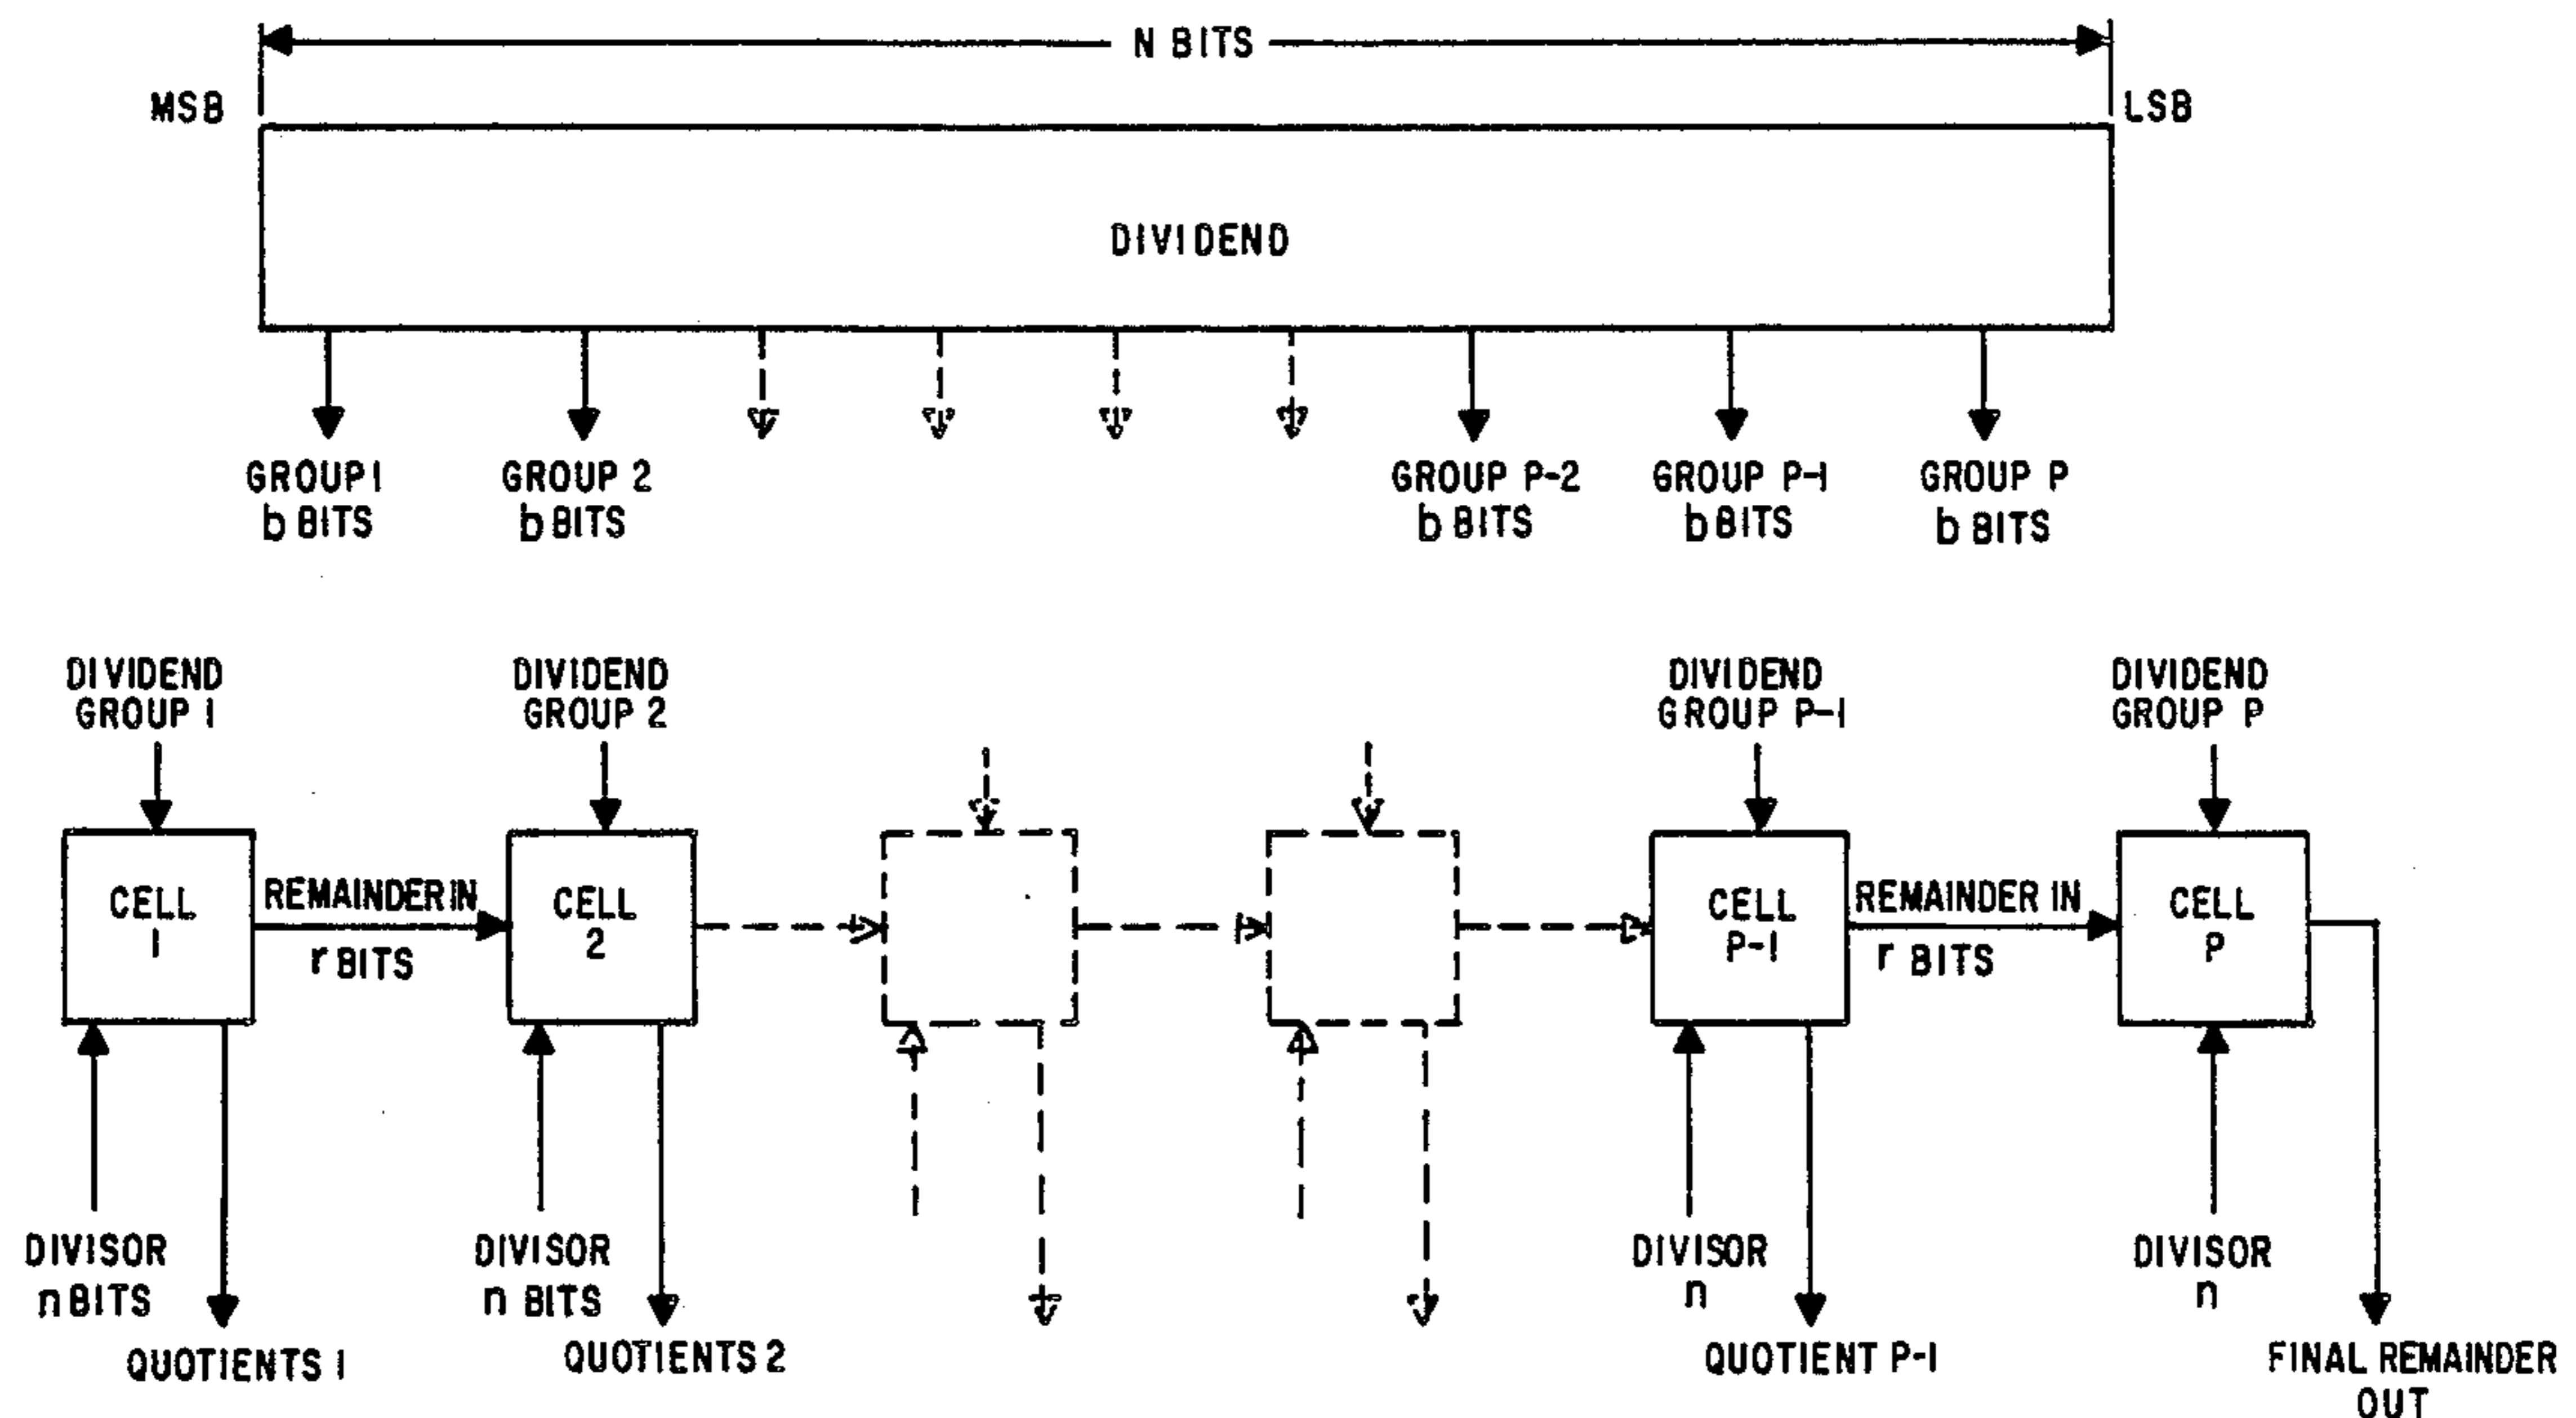 N BITS
MSB
LSB
DIVIDEND
GROUP 1
b BITS
GROUP 2
b BITS
GROUP P-2
b BITS
GROUP P-1
b BITS
GROUP P
b BITS
DIVIDEND
GROUP 1
DIVIDEND
GROUP 2
DIVIDEND
GROUP P-1
DIVIDEND
GROUP P
CELL
1
REMAINDER IN
r BITS
CELL
2
CELL
P-1
REMAINDER IN
r BITS
CELL
P
DIVISOR
n BITS
QUOTIENTS 1
DIVISOR
n BITS
QUOTIENTS 2
DIVISOR
n
QUOTIENT P-1
DIVISOR
n
FINAL REMAINDER
OUT